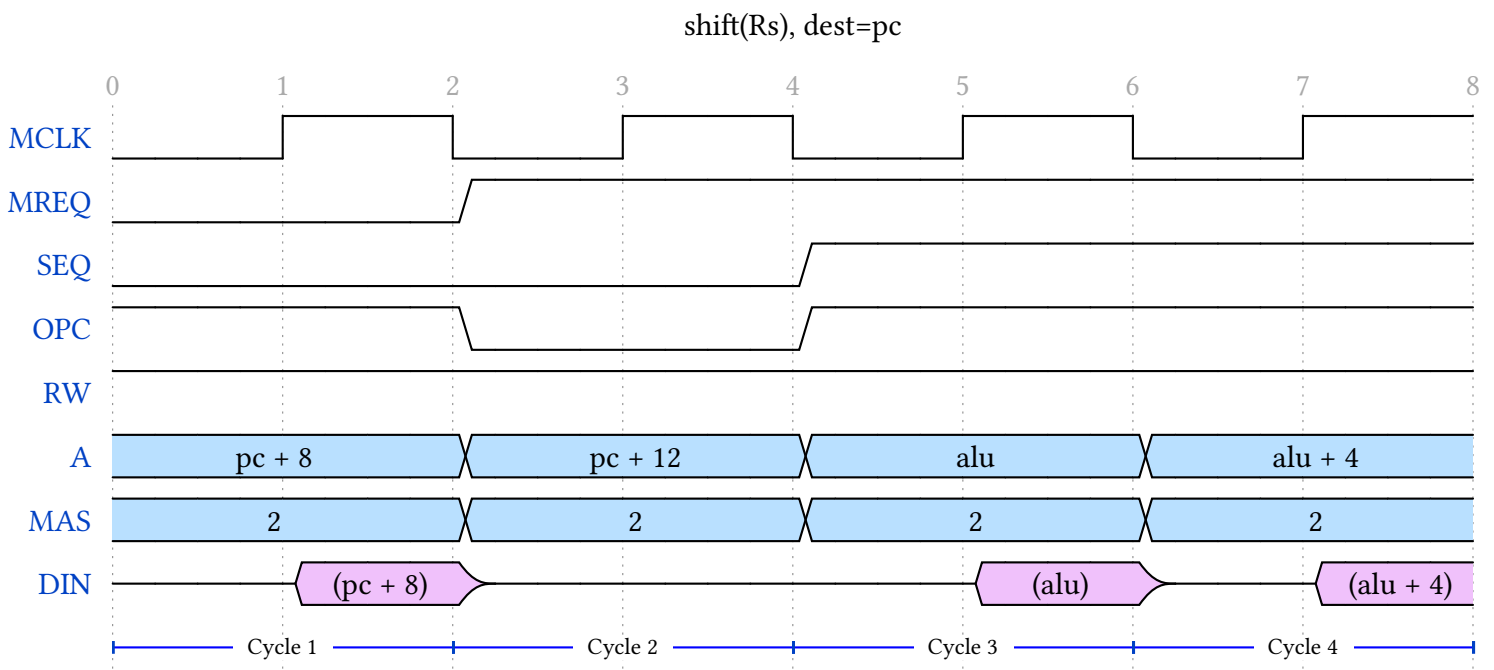 shift(Rs), dest=pc
0 1 2 3 4 5 6 7 8
MCLK
MREQ
SEQ
OPC
RW
A pc + 8 pc + 12 alu alu + 4
MAS 2 2 2 2
DIN (pc + 8) (alu) (alu + 4)
Cycle 1 Cycle 2 Cycle 3 Cycle 4